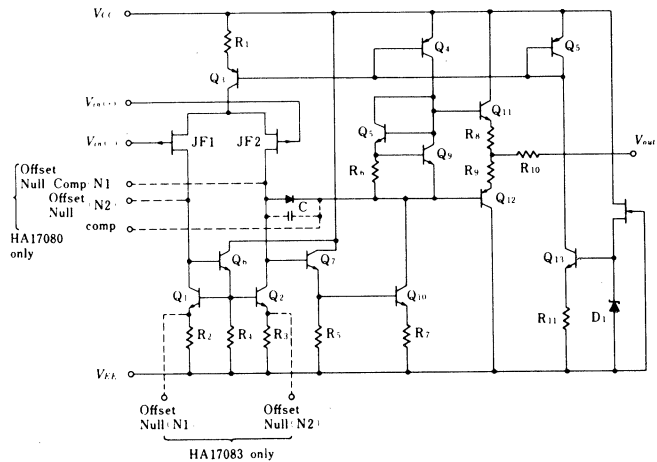 VCC
R1
Q3
Q4
Q5
Vin(+)
Vin(−)
JF1
JF2
Q5
Q11
R8
Q9
R6
R9
R10
Vout
Q12
Offset
Null
Comp
N1
Offset
Null
(N2)
comp
HA17080
only
C
Q6
Q7
Q13
Q1
Q2
Q10
R2
R4
R3
R5
R7
R11
D1
VEE
Offset
Null(N1)
Offset
Null(N2)
HA17083 only